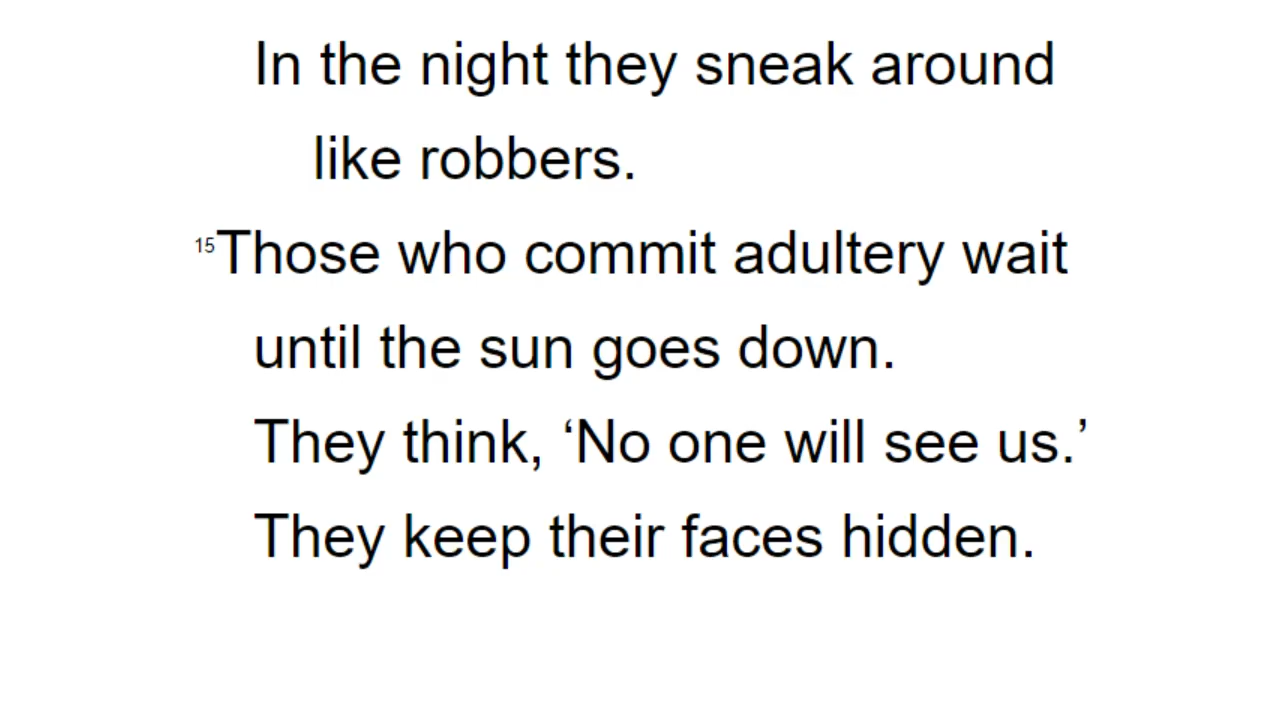 In the night they sneak around
like robbers.
15Those who commit adultery wait
until the sun goes down.
They think, ‘No one will see us.’
They keep their faces hidden.